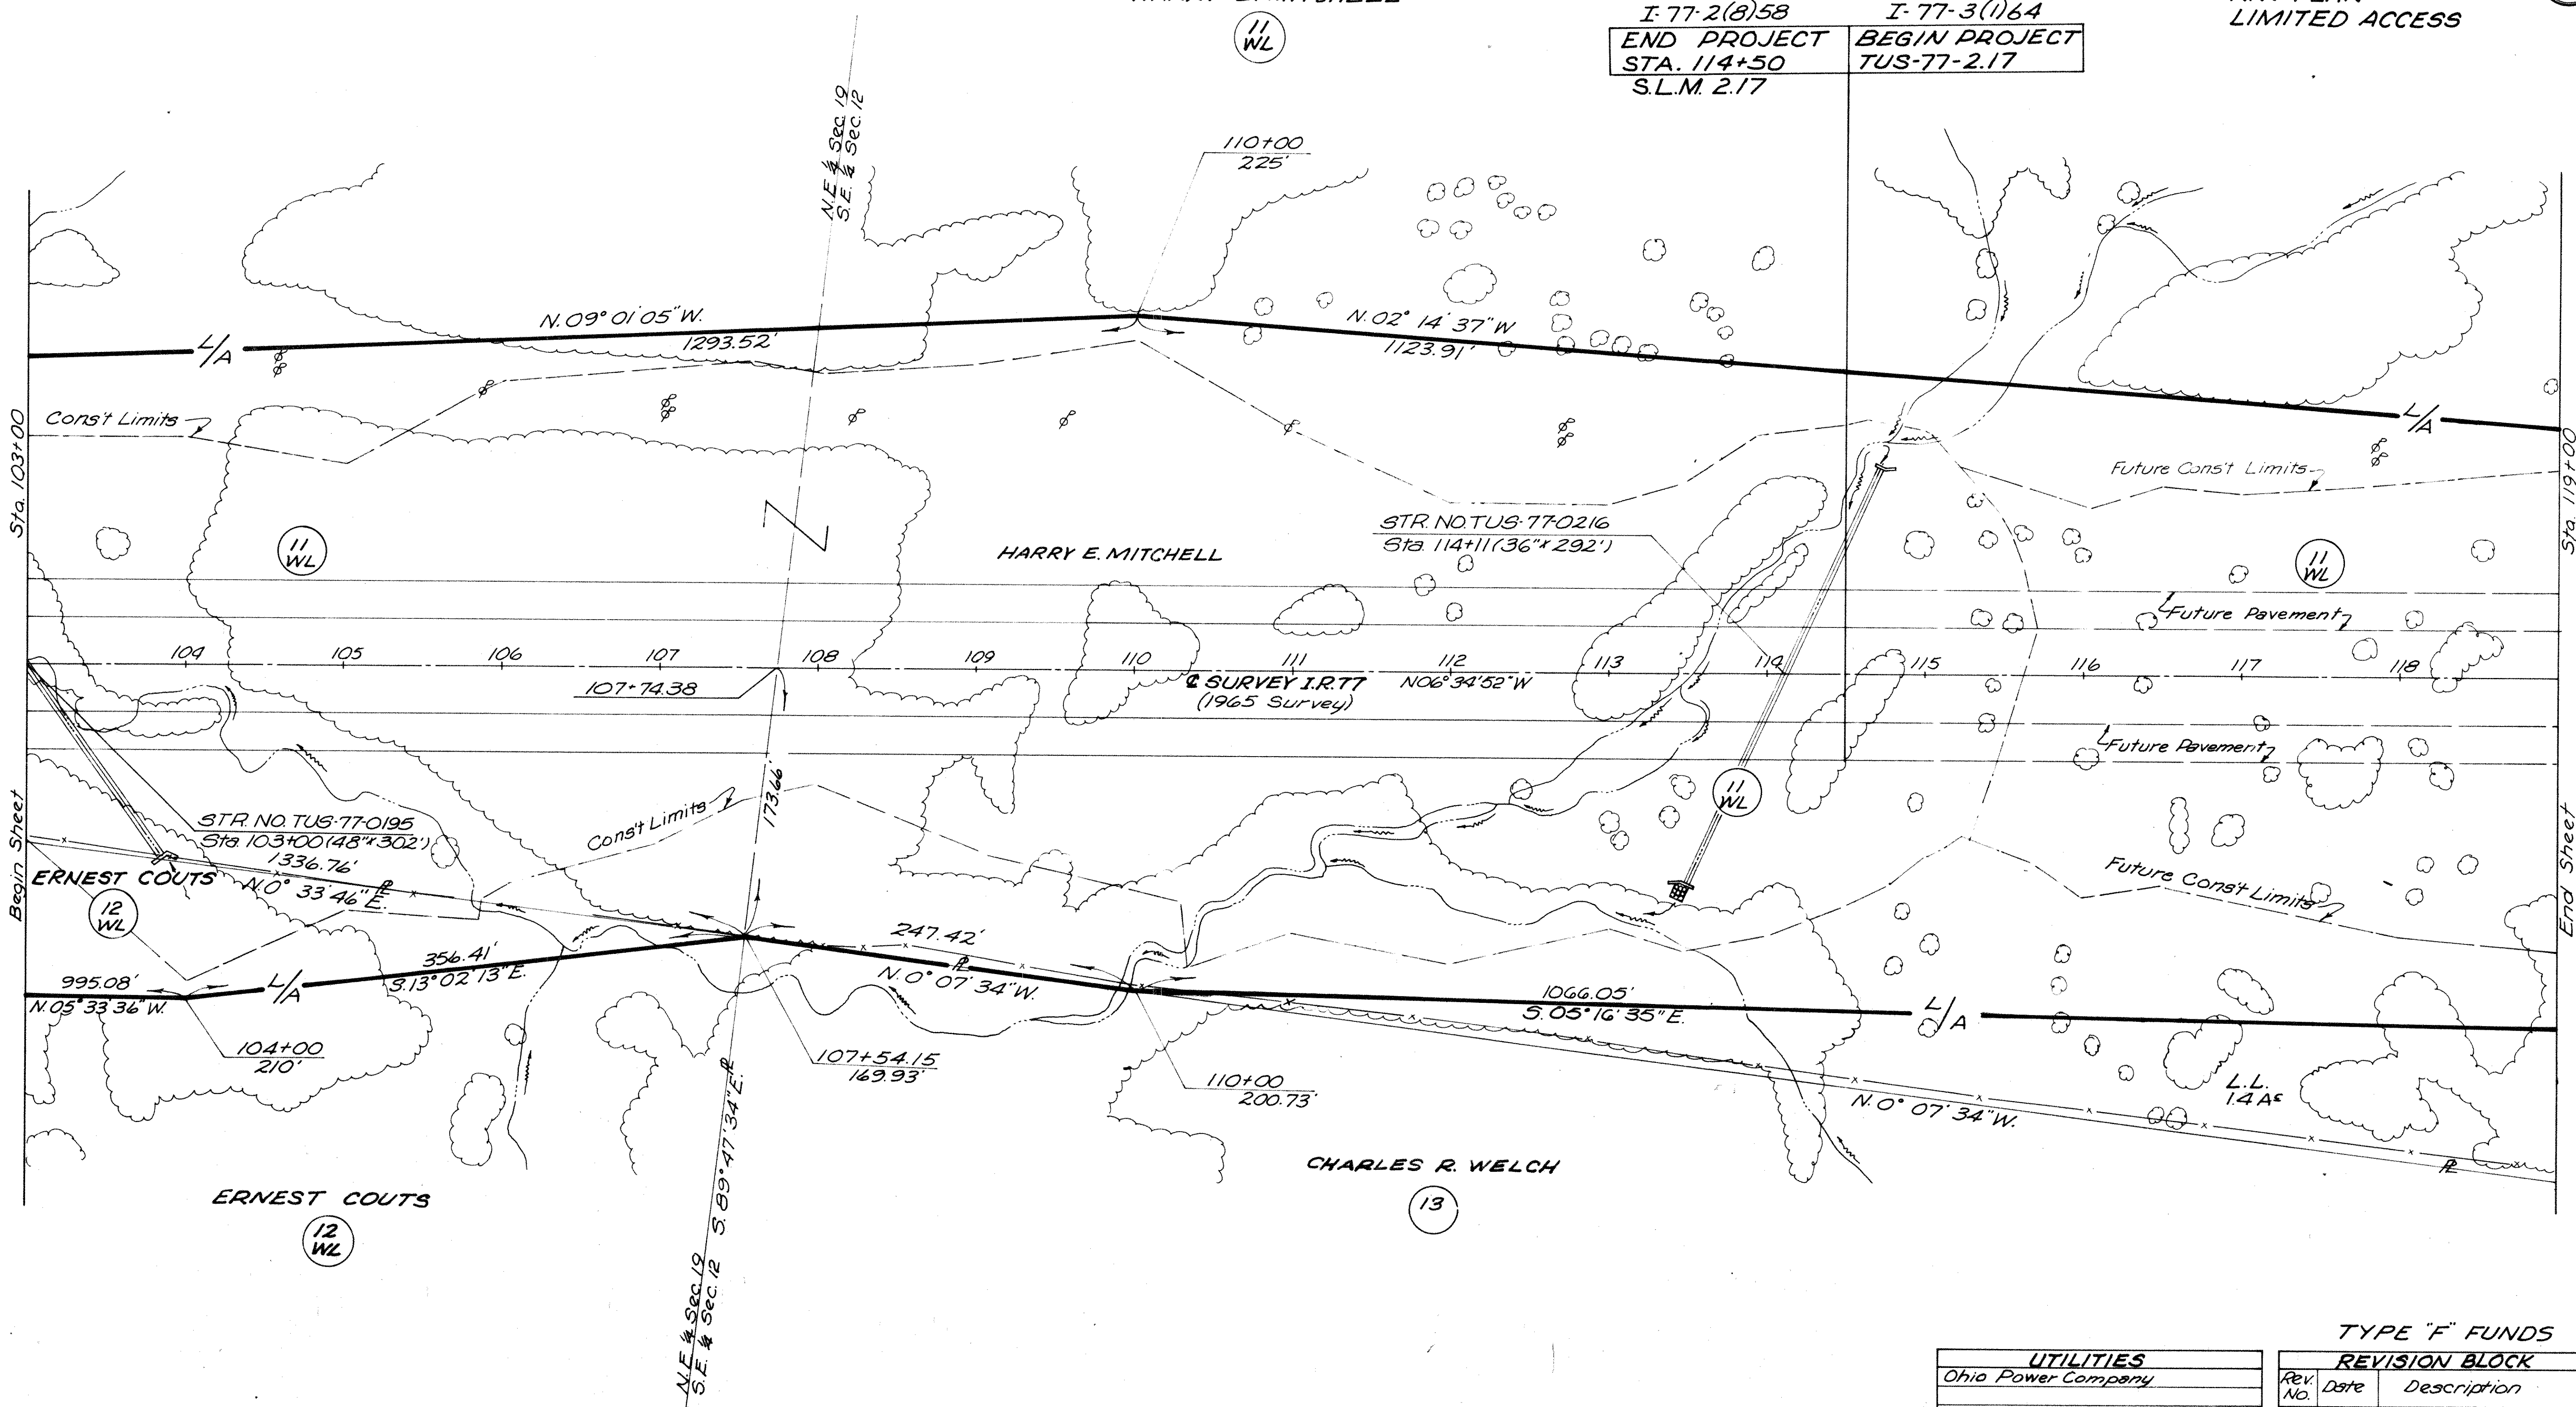 11
WL
I-77-2(8)58
I-77-3(1)64
END PROJECT
STA. 114+50
BEGIN PROJECT
TUS-77-2.17
S.L.M. 2.17
LIMITED ACCESS
N.E. ¼ Sec. 19
S.E. ¼ Sec. 12
110+00
225'
N. 09° 01' 05" W.
1293.52'
N. 02° 14' 37" W
1123.91'
L/A
L/A
Const Limits
Future Cons't Limits
Sta. 103+00
Sta. 119+00
11
WL
HARRY E. MITCHELL
STR. NO. TUS-77-0216
Sta. 114+11 (36" x 292')
11
WL
Future Pavement
104
105
106
107
108
109
110
111
112
113
114
115
116
117
118
107+74.38
℄ SURVEY I.R. 77
(1965 Survey)
N06°34'52"W
Future Pavement
173.66'
11
WL
Cons't Limits
STR. NO. TUS-77-0195
Sta. 103+00 (48" x 302')
1336.76'
N. 0° 33' 46" E.
ERNEST COUTS
12
WL
Begin Sheet
End Sheet
Future Const Limits
247.42'
N. 0° 07' 34" W.
356.41'
S. 13° 02' 13" E.
995.08'
N. 05° 33' 36" W.
L/A
1066.05'
S. 05° 16' 35" E.
L/A
104+00
210'
107+54.15
169.93'
110+00
200.73'
S. 89° 47' 34" E.
N. 0° 07' 34" W.
L.L.
1.4 Ac
CHARLES R. WELCH
13
ERNEST COUTS
12
WL
N.E. ¼ Sec. 19
S.E. ¼ Sec. 12
TYPE "F" FUNDS
UTILITIES
Ohio Power Company
REVISION BLOCK
Rev. No.
Date
Description